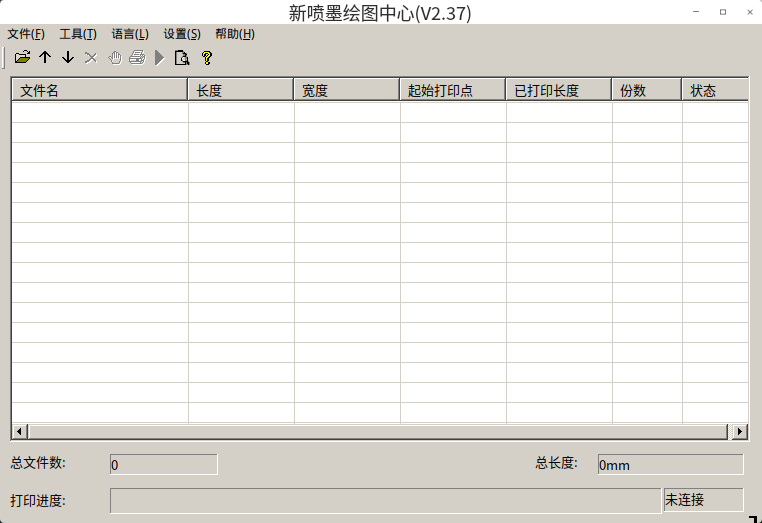 新喷墨绘图中心(V2.37)
文件(F) 工具(T) 语言(L) 设置(S) 帮助(H)
文件名 长度 宽度 起始打印点 已打印长度 份数 状态
总文件数: 0 总长度: 0mm
打印进度: 未连接